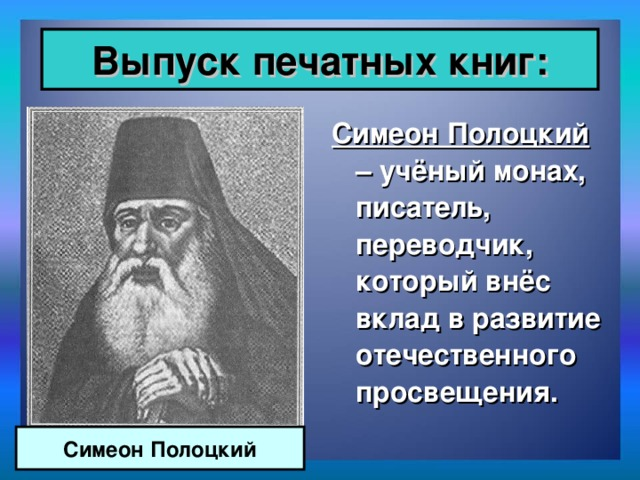 Выпуск печатных книг:
Симеон Полоцкий
– учёный монах,
писатель,
переводчик,
который внёс
вклад в развитие
отечественного
просвещения.
Симеон Полоцкий